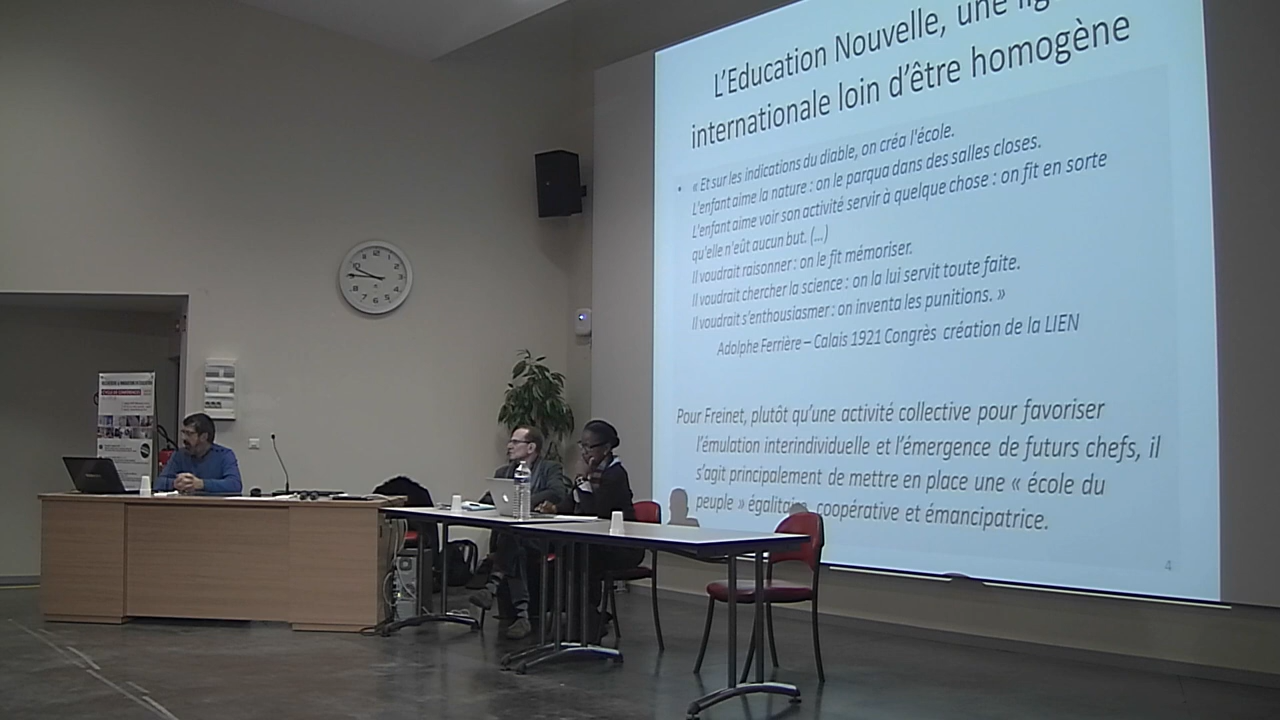 L'Education Nouvelle, une
internationale loin d'être homogène
• « Et sur les indications du diable, on créa l'école.
L'enfant aime la nature : on le parqua dans des salles closes.
L'enfant aime voir son activité servir à quelque chose : on fit en sorte
qu'elle n'eût aucun but. (...)
Il voudrait raisonner : on le fit mémoriser.
Il voudrait chercher la science : on la lui servit toute faite.
Il voudrait s'enthousiasmer : on inventa les punitions. »
Adolphe Ferrière – Calais 1921 Congrès création de la LIEN
Pour Freinet, plutôt qu'une activité collective pour favoriser
l'émulation interindividuelle et l'émergence de futurs chefs, il
s'agit principalement de mettre en place une « école du
peuple » égalitaire, coopérative et émancipatrice.
4